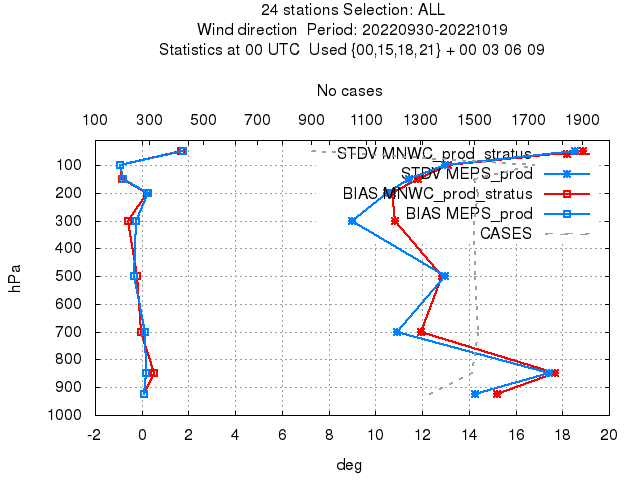 24 stations Selection: ALL
Wind direction  Period: 20220930-20221019
Statistics at 00 UTC  Used {00,15,18,21} + 00 03 06 09
No cases
100 300 500 700 900 1100 1300 1500 1700 1900
STDV MNWC_prod_stratus
STDV MEPS_prod
BIAS MNWC_prod_stratus
BIAS MEPS_prod
CASES
hPa
100
200
300
400
500
600
700
800
900
1000
-2 0 2 4 6 8 10 12 14 16 18 20
deg